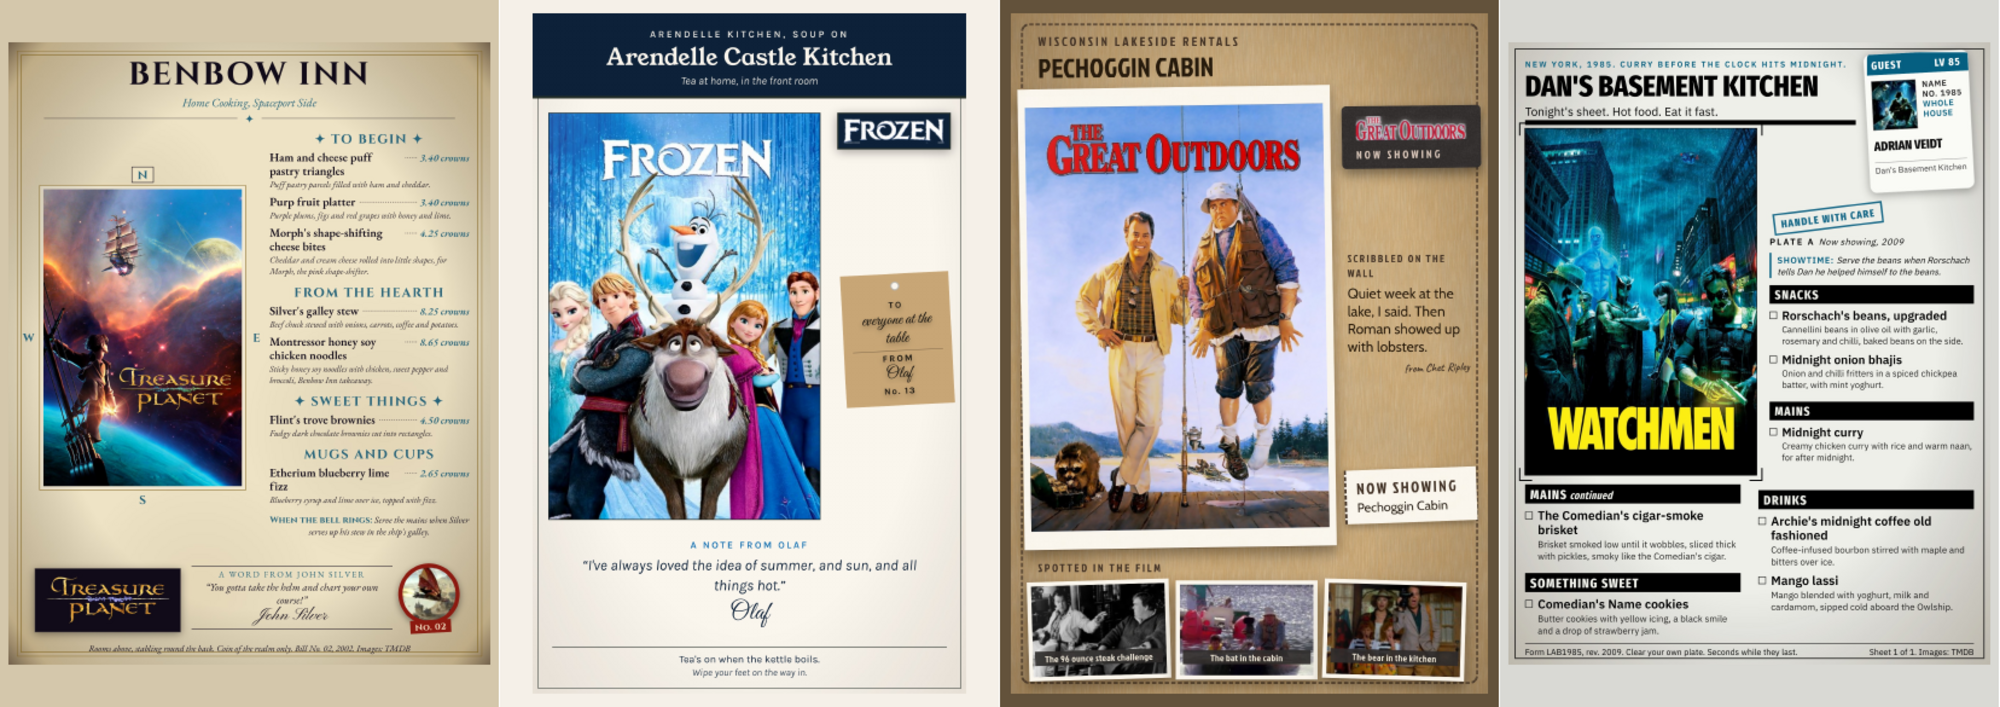 BENBOW INN
Home Cooking, Spaceport Side
N
W
E
S
TREASURE
PLANET
TO BEGIN
Ham and cheese puff
pastry triangles
3.40 crowns
Puff pastry parcels filled with ham and cheddar.
Purp fruit platter
3.40 crowns
Purple plums, figs and red grapes with honey and lime.
Morph's shape-shifting
cheese bites
4.25 crowns
Cheddar and cream cheese rolled into little shapes, for
Morph, the pink shape-shifter.
FROM THE HEARTH
Silver's galley stew
8.25 crowns
Beef chuck stewed with onions, carrots, coffee and potatoes.
Montressor honey soy
chicken noodles
8.65 crowns
Sticky honey soy noodles with chicken, sweet pepper and
broccoli, Benbow Inn takeaway.
SWEET THINGS
Flint's trove brownies
4.50 crowns
Fudgy dark chocolate brownies cut into rectangles.
MUGS AND CUPS
Etherium blueberry lime
fizz
2.65 crowns
Blueberry syrup and lime over ice, topped with fizz.
WHEN THE BELL RINGS: Serve the mains when Silver
serves up his stew in the ship's galley.
TREASURE
PLANET
A WORD FROM JOHN SILVER
"You gotta take the helm and chart your own
course!"
John Silver
No. 02
Rooms above, stabling round the back. Coin of the realm only. Bill No. 02, 2002. Images: TMDB
ARENDELLE KITCHEN, SOUP ON
Arendelle Castle Kitchen
Tea at home, in the front room
FROZEN
FROZEN
TO
everyone at the
table
FROM
Olaf
No. 13
A NOTE FROM OLAF
"I've always loved the idea of summer, and sun, and all
things hot."
Olaf
Tea's on when the kettle boils.
Wipe your feet on the way in.
WISCONSIN LAKESIDE RENTALS
PECHOGGIN CABIN
THE
GREAT OUTDOORS
THE
GREAT OUTDOORS
NOW SHOWING
SCRIBBLED ON THE
WALL
Quiet week at the
lake, I said. Then
Roman showed up
with lobsters.
from Chet Ripley
NOW SHOWING
Pechoggin Cabin
SPOTTED IN THE FILM
The 96 ounce steak challenge
The bat in the cabin
The bear in the kitchen
NEW YORK, 1985. CURRY BEFORE THE CLOCK HITS MIDNIGHT.
DAN'S BASEMENT KITCHEN
Tonight's sheet. Hot food. Eat it fast.
GUEST
LV 85
NAME
NO. 1985
WHOLE
HOUSE
ADRIAN VEIDT
Dan's Basement Kitchen
WATCHMEN
HANDLE WITH CARE
PLATE A Now showing, 2009
SHOWTIME: Serve the beans when Rorschach
tells Dan he helped himself to the beans.
SNACKS
Rorschach's beans, upgraded
Cannellini beans in olive oil with garlic,
rosemary and chilli, baked beans on the side.
Midnight onion bhajis
Onion and chilli fritters in a spiced chickpea
batter, with mint yoghurt.
MAINS
Midnight curry
Creamy chicken curry with rice and warm naan,
for after midnight.
MAINS continued
The Comedian's cigar-smoke
brisket
Brisket smoked low until it wobbles, sliced thick
with pickles, smoky like the Comedian's cigar.
SOMETHING SWEET
Comedian's Name cookies
Butter cookies with yellow icing, a black smile
and a drop of strawberry jam.
DRINKS
Archie's midnight coffee old
fashioned
Coffee-infused bourbon stirred with maple and
bitters over ice.
Mango lassi
Mango blended with yoghurt, milk and
cardamom, sipped cold aboard the Owlship.
Form LAB1985, rev. 2009. Clear your own plate. Seconds while they last.
Sheet 1 of 1. Images: TMDB